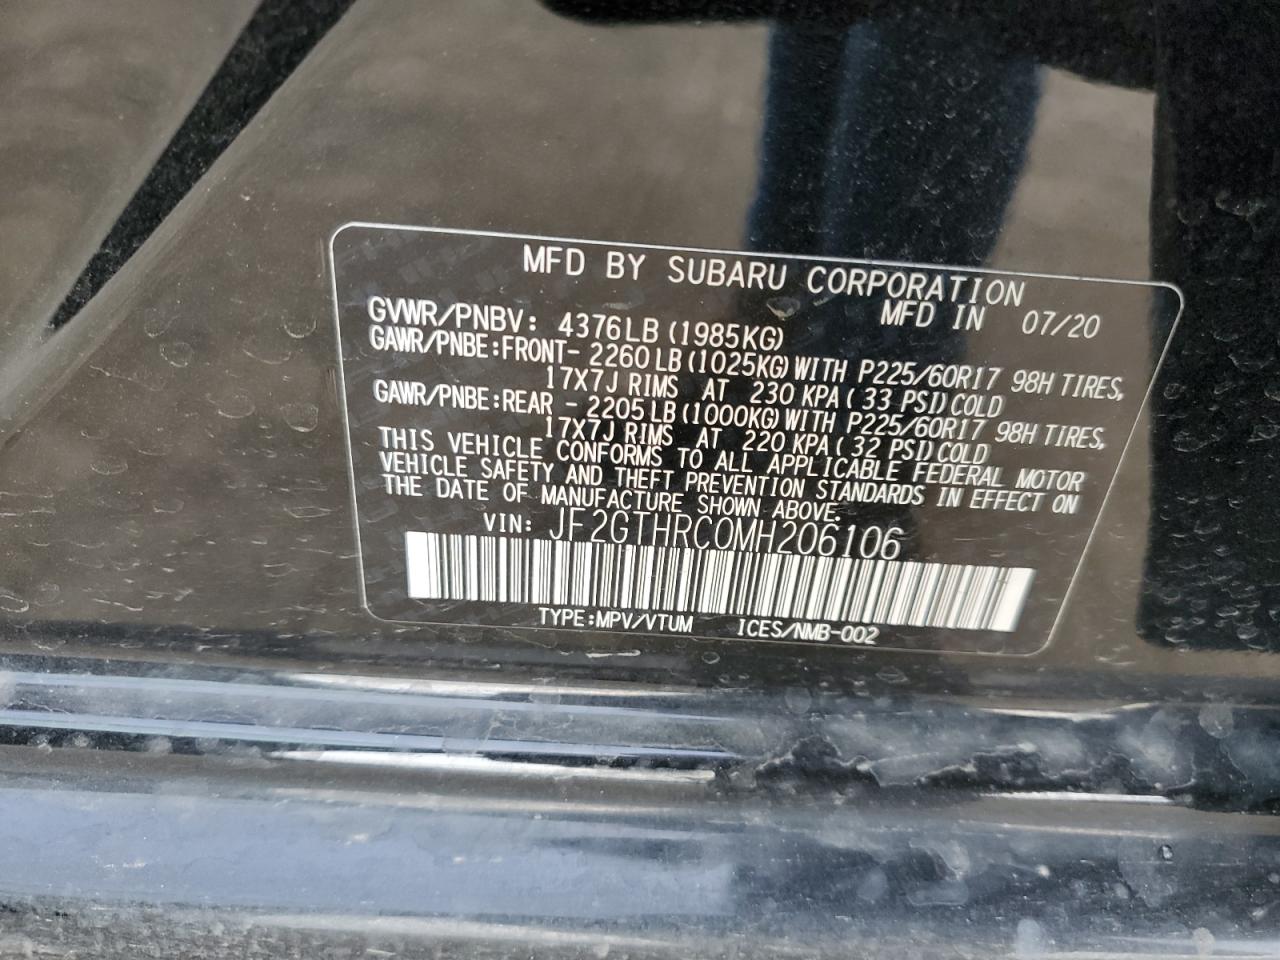 MFD BY SUBARU CORPORATION
MFD IN 07/20
GVWR/PNBV: 4376LB (1985KG)
GAWR/PNBE:FRONT- 2260 LB (1025KG) WITH P225/60R17 98H TIRES,
17X7J RIMS AT 230 KPA( 33 PSI) COLD
GAWR/PNBE:REAR - 2205 LB (1000KG) WITH P225/60R17 98H TIRES,
17X7J RIMS AT 220 KPA( 32 PSI) COLD
THIS VEHICLE CONFORMS TO ALL APPLICABLE FEDERAL MOTOR
VEHICLE SAFETY AND THEFT PREVENTION STANDARDS IN EFFECT ON
THE DATE OF MANUFACTURE SHOWN ABOVE.
VIN: JF2GTHRC0MH206106
TYPE:MPV/VTUM ICES/NMB-002